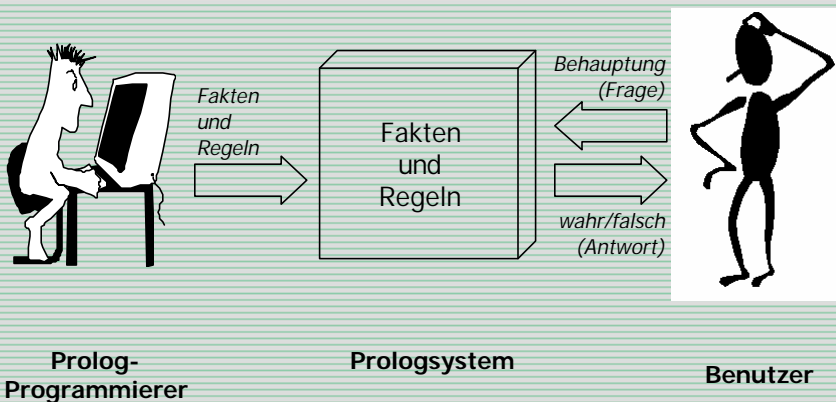 Fakten
und
Regeln
Fakten
und
Regeln
Behauptung
(Frage)
wahr/falsch
(Antwort)
Prolog-
Programmierer
Prologsystem
Benutzer